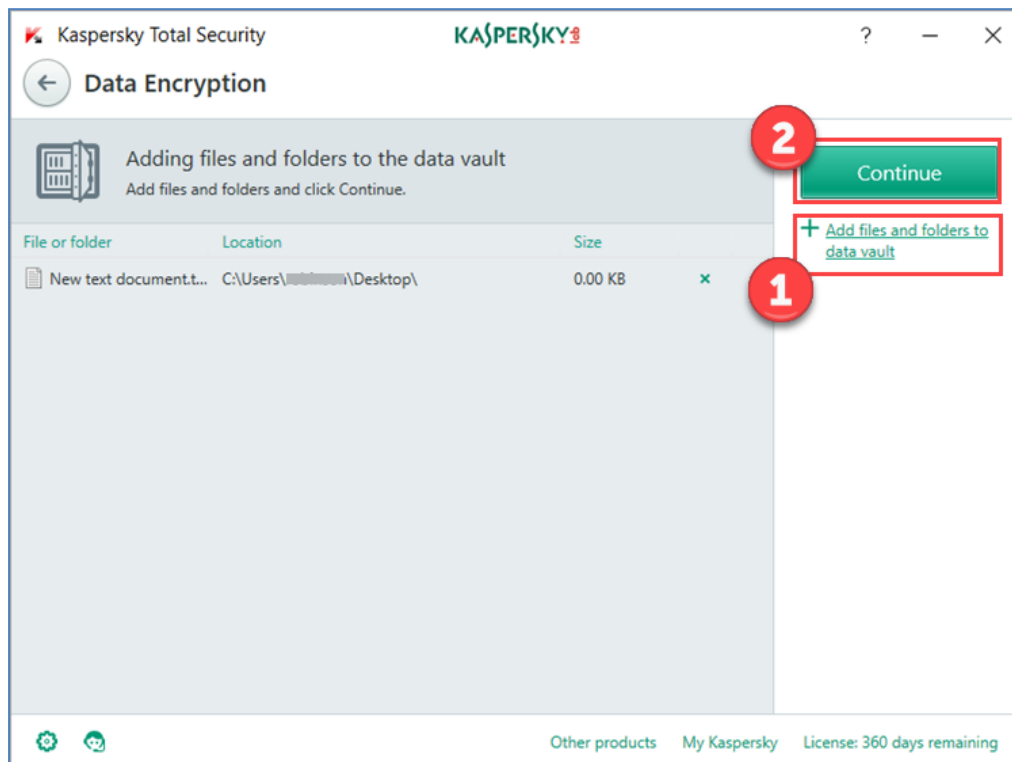 Kaspersky Total Security
KASPERSKY lab
?
Data Encryption
Adding files and folders to the data vault
Add files and folders and click Continue.
2
Continue
Add files and folders to
data vault
1
File or folder Location Size
New text document.t... C:\Users\ \Desktop\ 0.00 KB
Other products My Kaspersky License: 360 days remaining